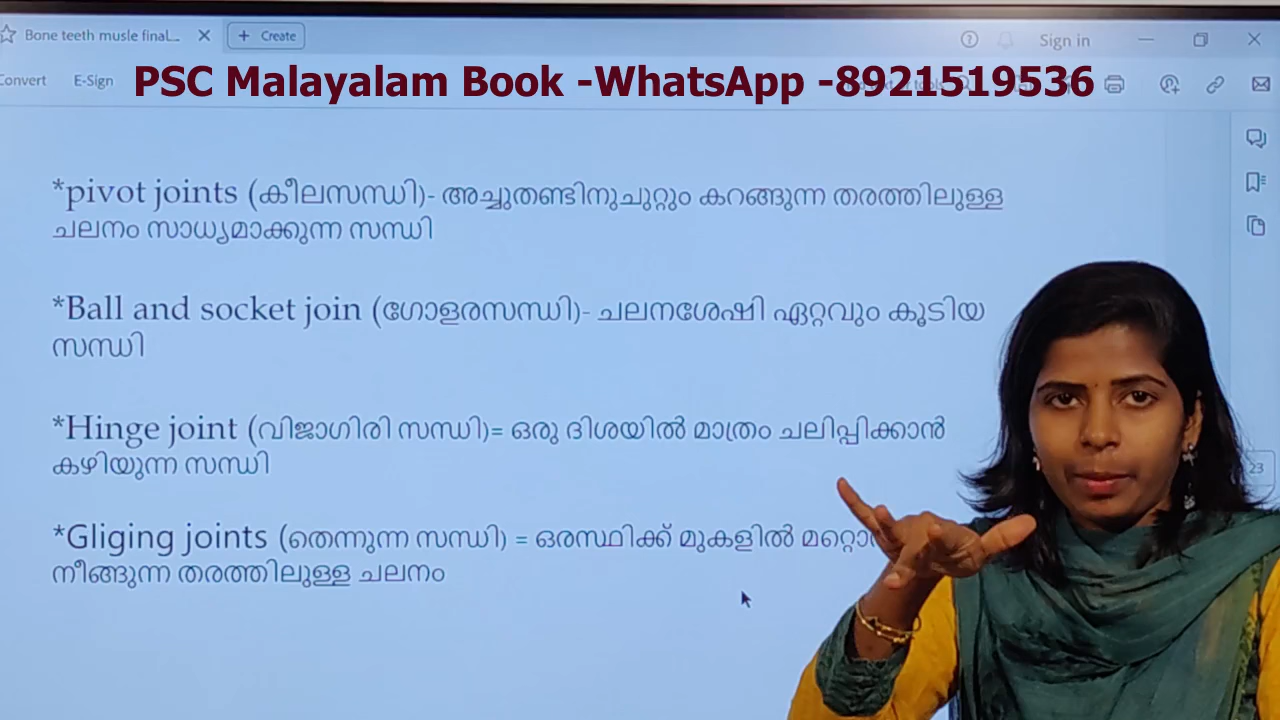 Bone teeth musle final...
Create
Sign in
Convert
E-Sign
PSC Malayalam Book -WhatsApp -8921519536
*pivot joints (കീലസന്ധി)- അച്ചുതണ്ടിനുചുറ്റും കറങ്ങുന്ന തരത്തിലുള്ള
ചലനം സാധ്യമാക്കുന്ന സന്ധി
*Ball and socket join (ഗോളരസന്ധി)- ചലനശേഷി ഏറ്റവും കൂടിയ
സന്ധി
*Hinge joint (വിജാഗിരി സന്ധി)= ഒരു ദിശയിൽ മാത്രം ചലിപ്പിക്കാൻ
കഴിയുന്ന സന്ധി
23
*Gliging joints (തെന്നുന്ന സന്ധി) = ഒരസ്ഥിക്ക് മുകളിൽ
നീങ്ങുന്ന തരത്തിലുള്ള ചലനം